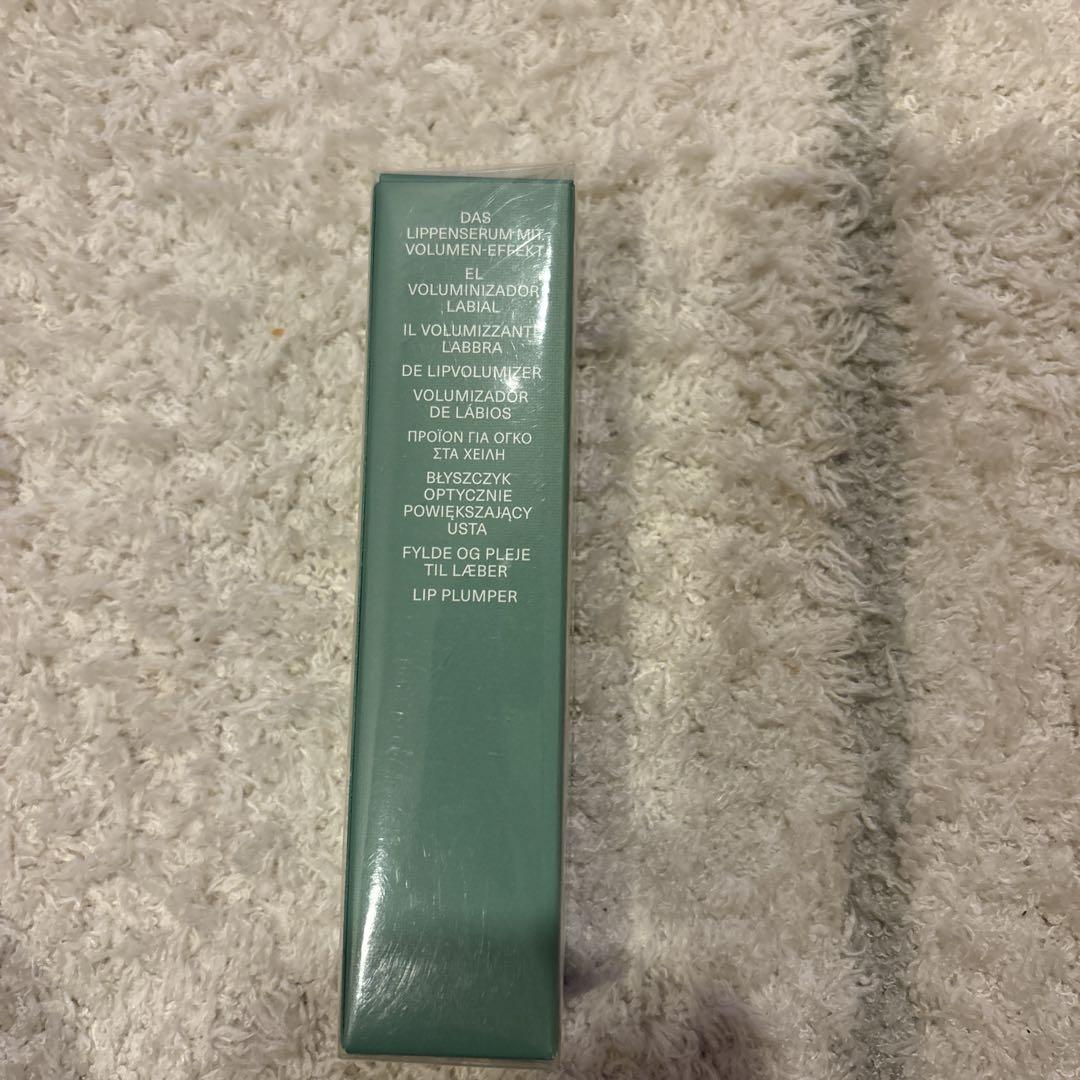 DAS
LIPPENSERUM MIT
VOLUMEN-EFFEKT
EL
VOLUMINIZADOR
LABIAL
IL VOLUMIZZANTE
LABBRA
DE LIPVOLUMIZER
VOLUMIZADOR
DE LÁBIOS
ΠΡΟΪΟΝ ΓΙΑ ΟΓΚΟ
ΣΤΑ ΧΕΙΛΗ
BŁYSZCZYK
OPTYCZNIE
POWIĘKSZAJĄCY
USTA
FYLDE OG PLEJE
TIL LÆBER
LIP PLUMPER